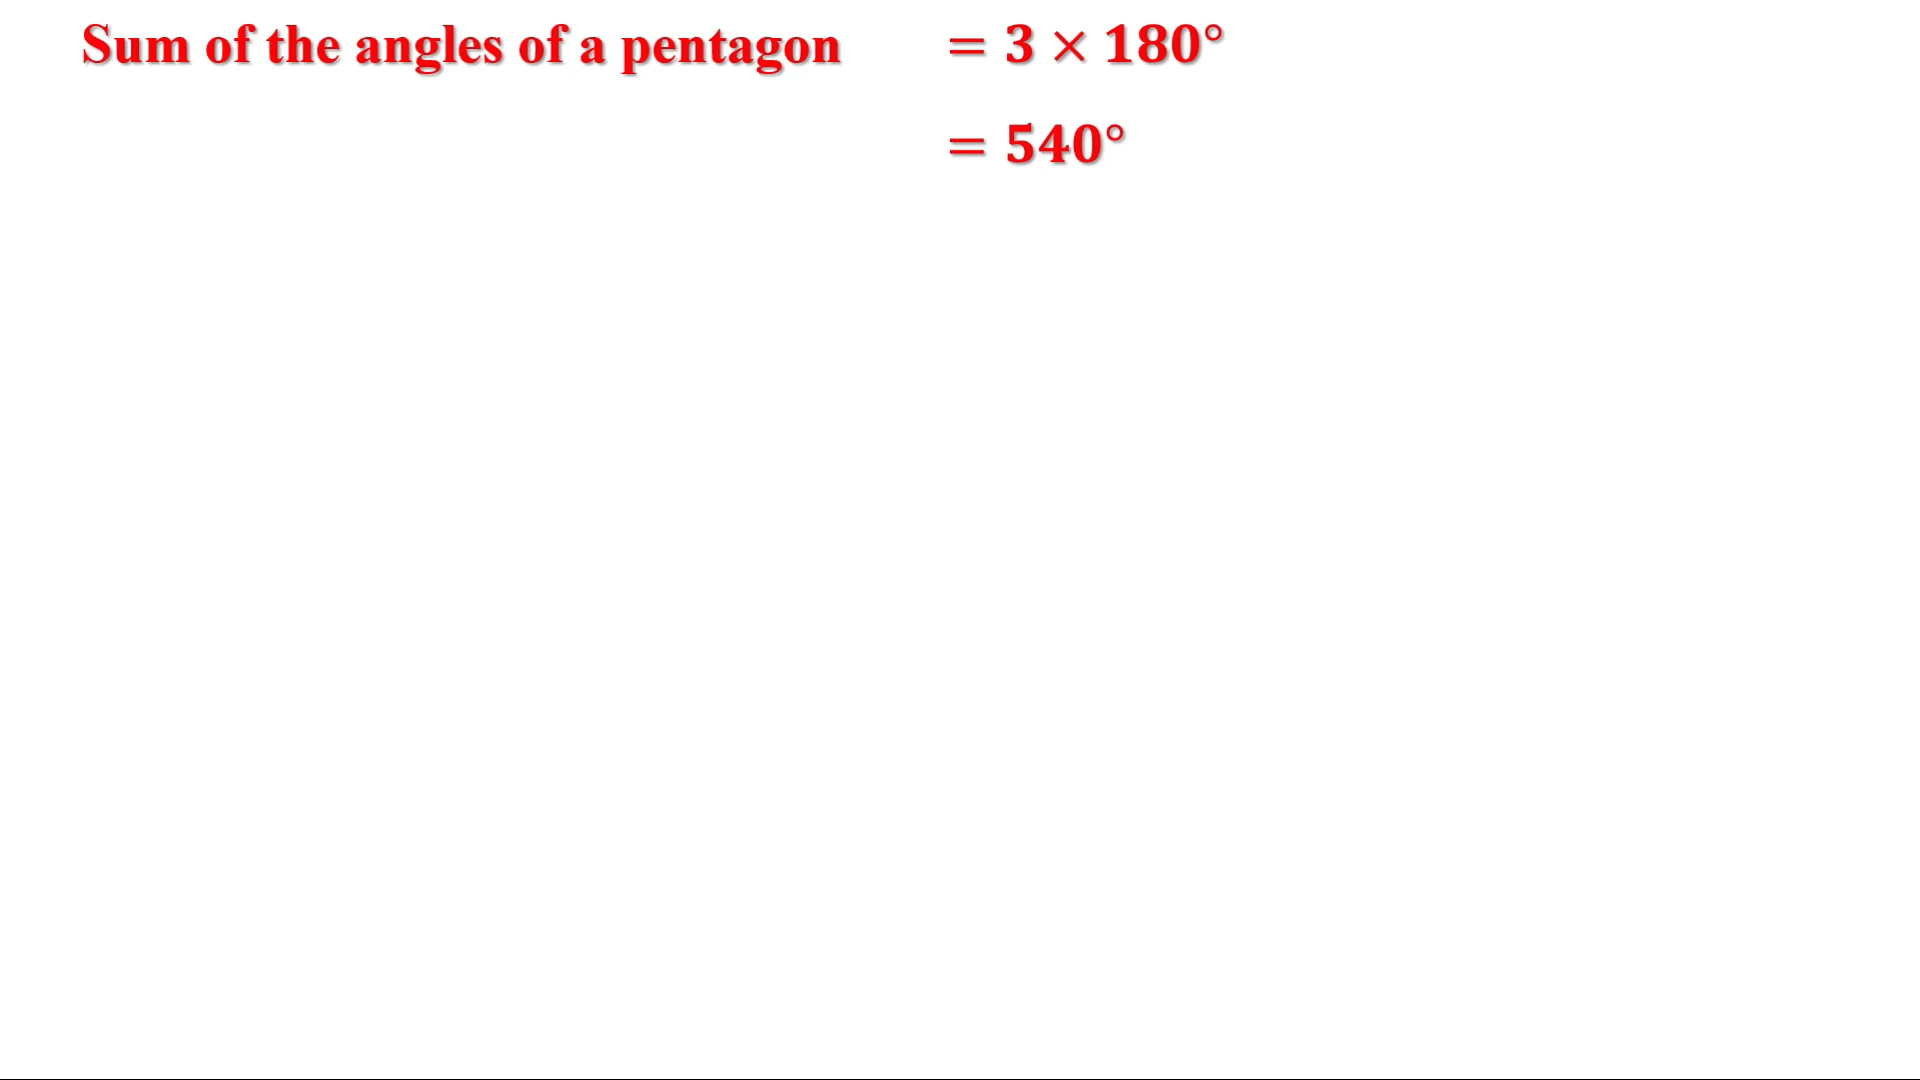 Sum of the angles of a pentagon = 3 × 180°
= 540°